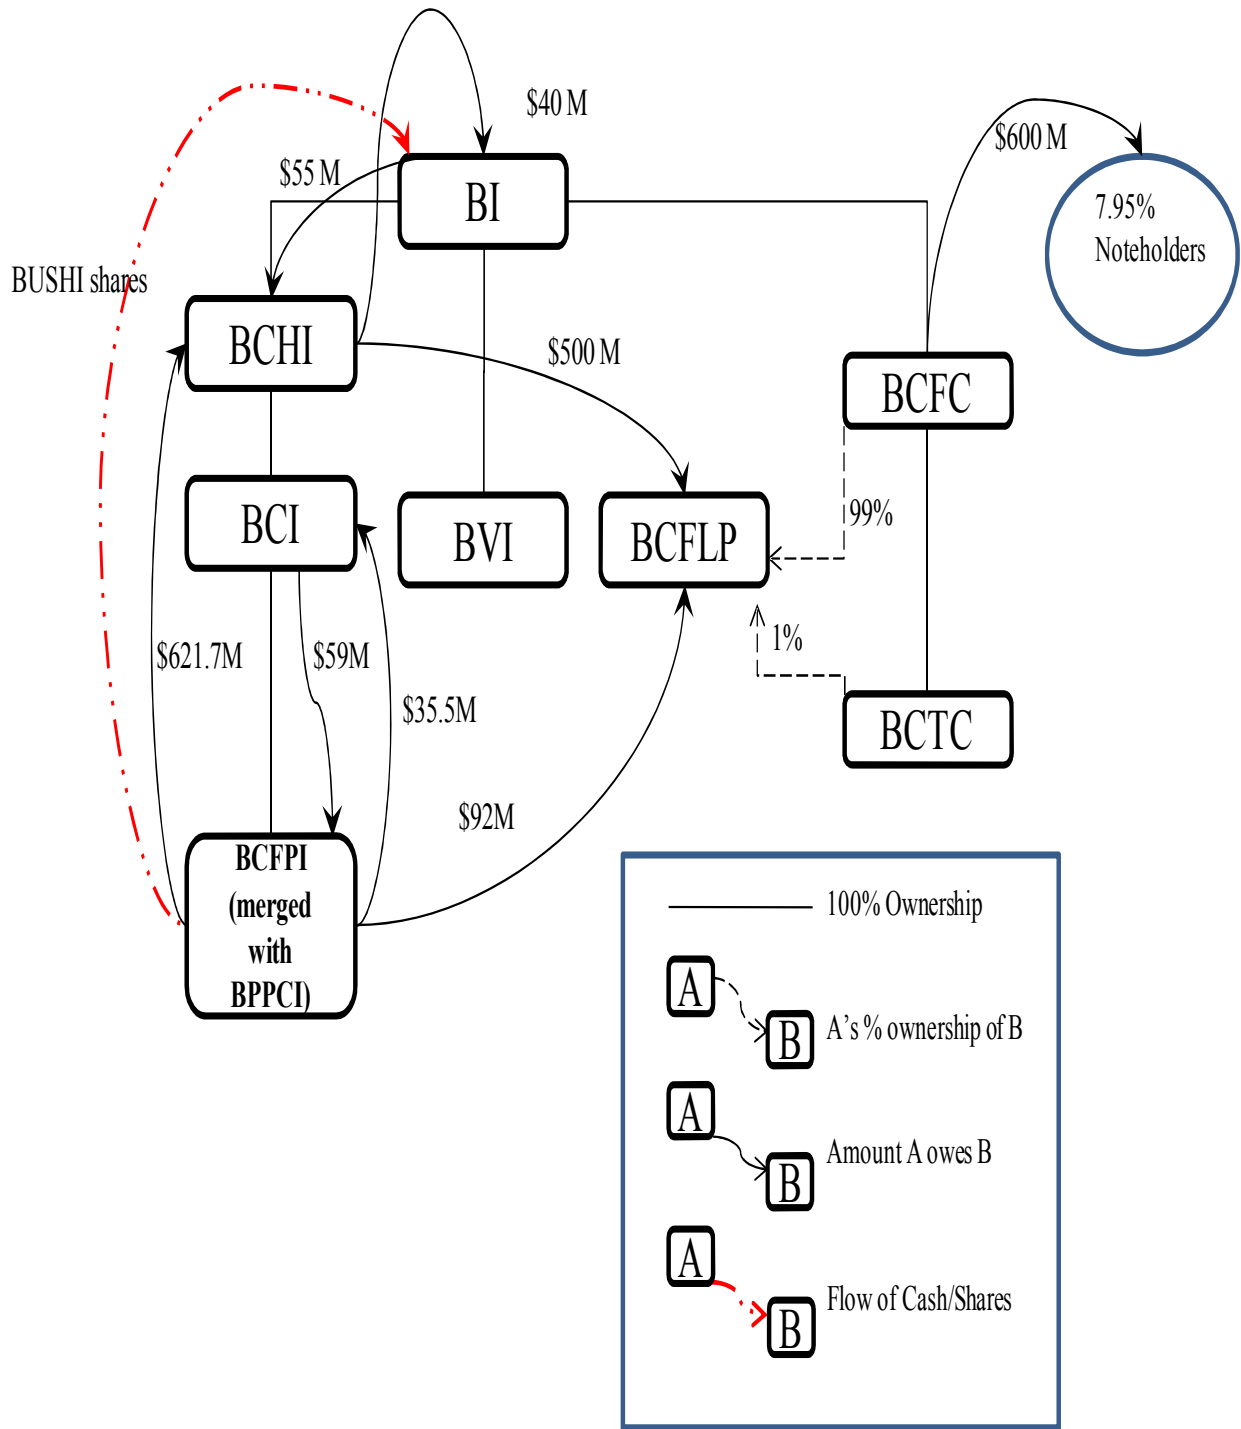 $40 M
$600 M
$55 M
BI
7.95%
Noteholders
BUSHI shares
BCHI
$500 M
BCFC
BCI
BVI
BCFLP
99%
$621.7M
$59M
1%
$35.5M
BCTC
$92M
BCFPI
(merged
with
BPPCI)
100% Ownership
A
B
A's % ownership of B
A
B
Amount A owes B
A
B
Flow of Cash/Shares